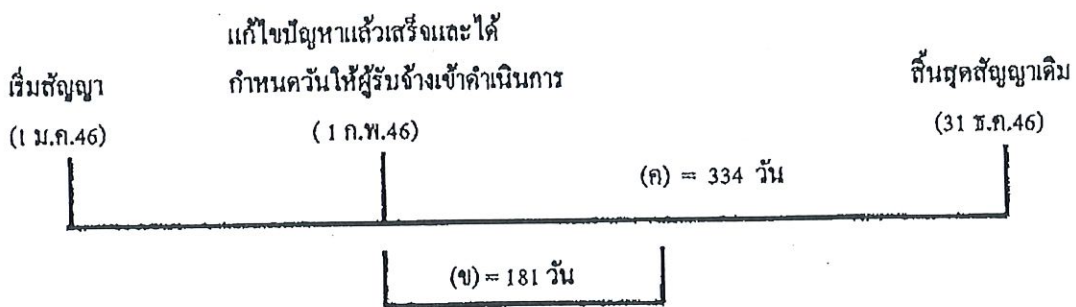 แก้ไขปัญหาแล้วเสร็จและได้
เริ่มสัญญา กำหนดวันให้ผู้รับจ้างเข้าดำเนินการ สิ้นสุดสัญญาเดิม
(1 ม.ค.46) (1 ก.พ.46) (31 ธ.ค.46)
(ค) = 334 วัน
(ข) = 181 วัน